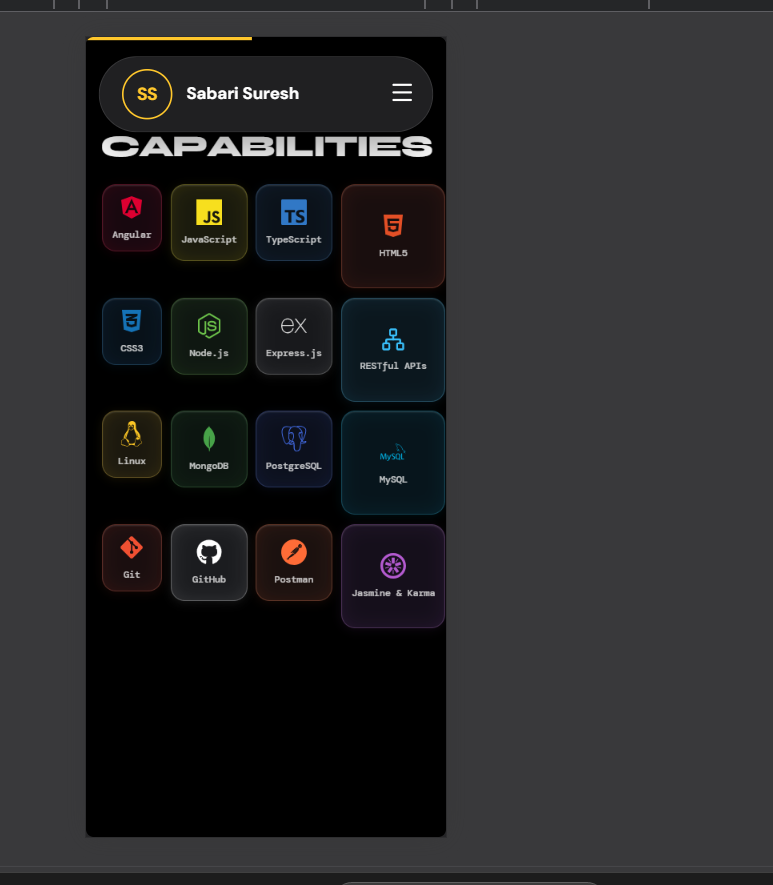 SS Sabari Suresh
CAPABILITIES
JS TS
Angular JavaScript TypeScript HTML5
JS ex
CSS3 Node.js Express.js RESTful APIs
MySQL
Linux MongoDB PostgreSQL MySQL
Git GitHub Postman Jasmine & Karma